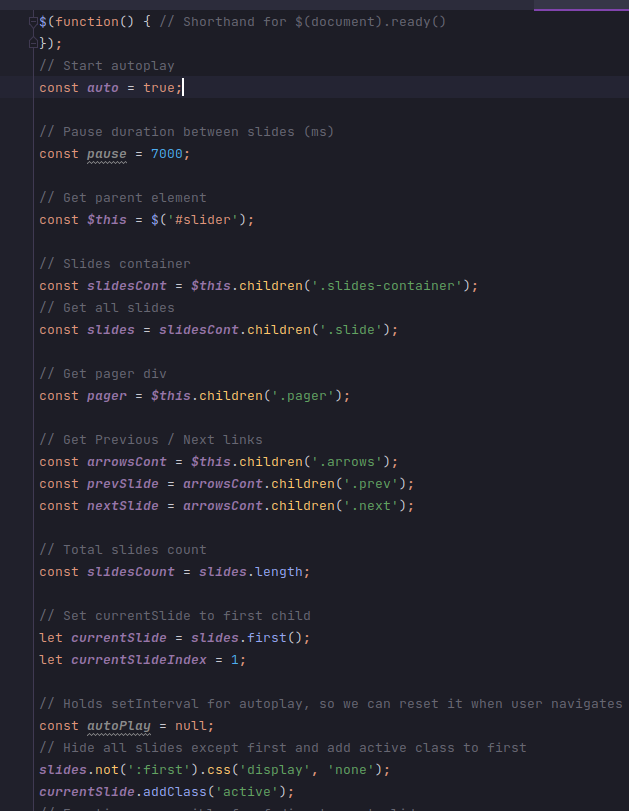 $(function() { // Shorthand for $(document).ready()
});
// Start autoplay
const auto = true;
// Pause duration between slides (ms)
const pause = 7000;
// Get parent element
const $this = $('#slider');
// Slides container
const slidesCont = $this.children('.slides-container');
// Get all slides
const slides = slidesCont.children('.slide');
// Get pager div
const pager = $this.children('.pager');
// Get Previous / Next links
const arrowsCont = $this.children('.arrows');
const prevSlide = arrowsCont.children('.prev');
const nextSlide = arrowsCont.children('.next');
// Total slides count
const slidesCount = slides.length;
// Set currentSlide to first child
let currentSlide = slides.first();
let currentSlideIndex = 1;
// Holds setInterval for autoplay, so we can reset it when user navigates
const autoPlay = null;
// Hide all slides except first and add active class to first
slides.not(':first').css('display', 'none');
currentSlide.addClass('active');